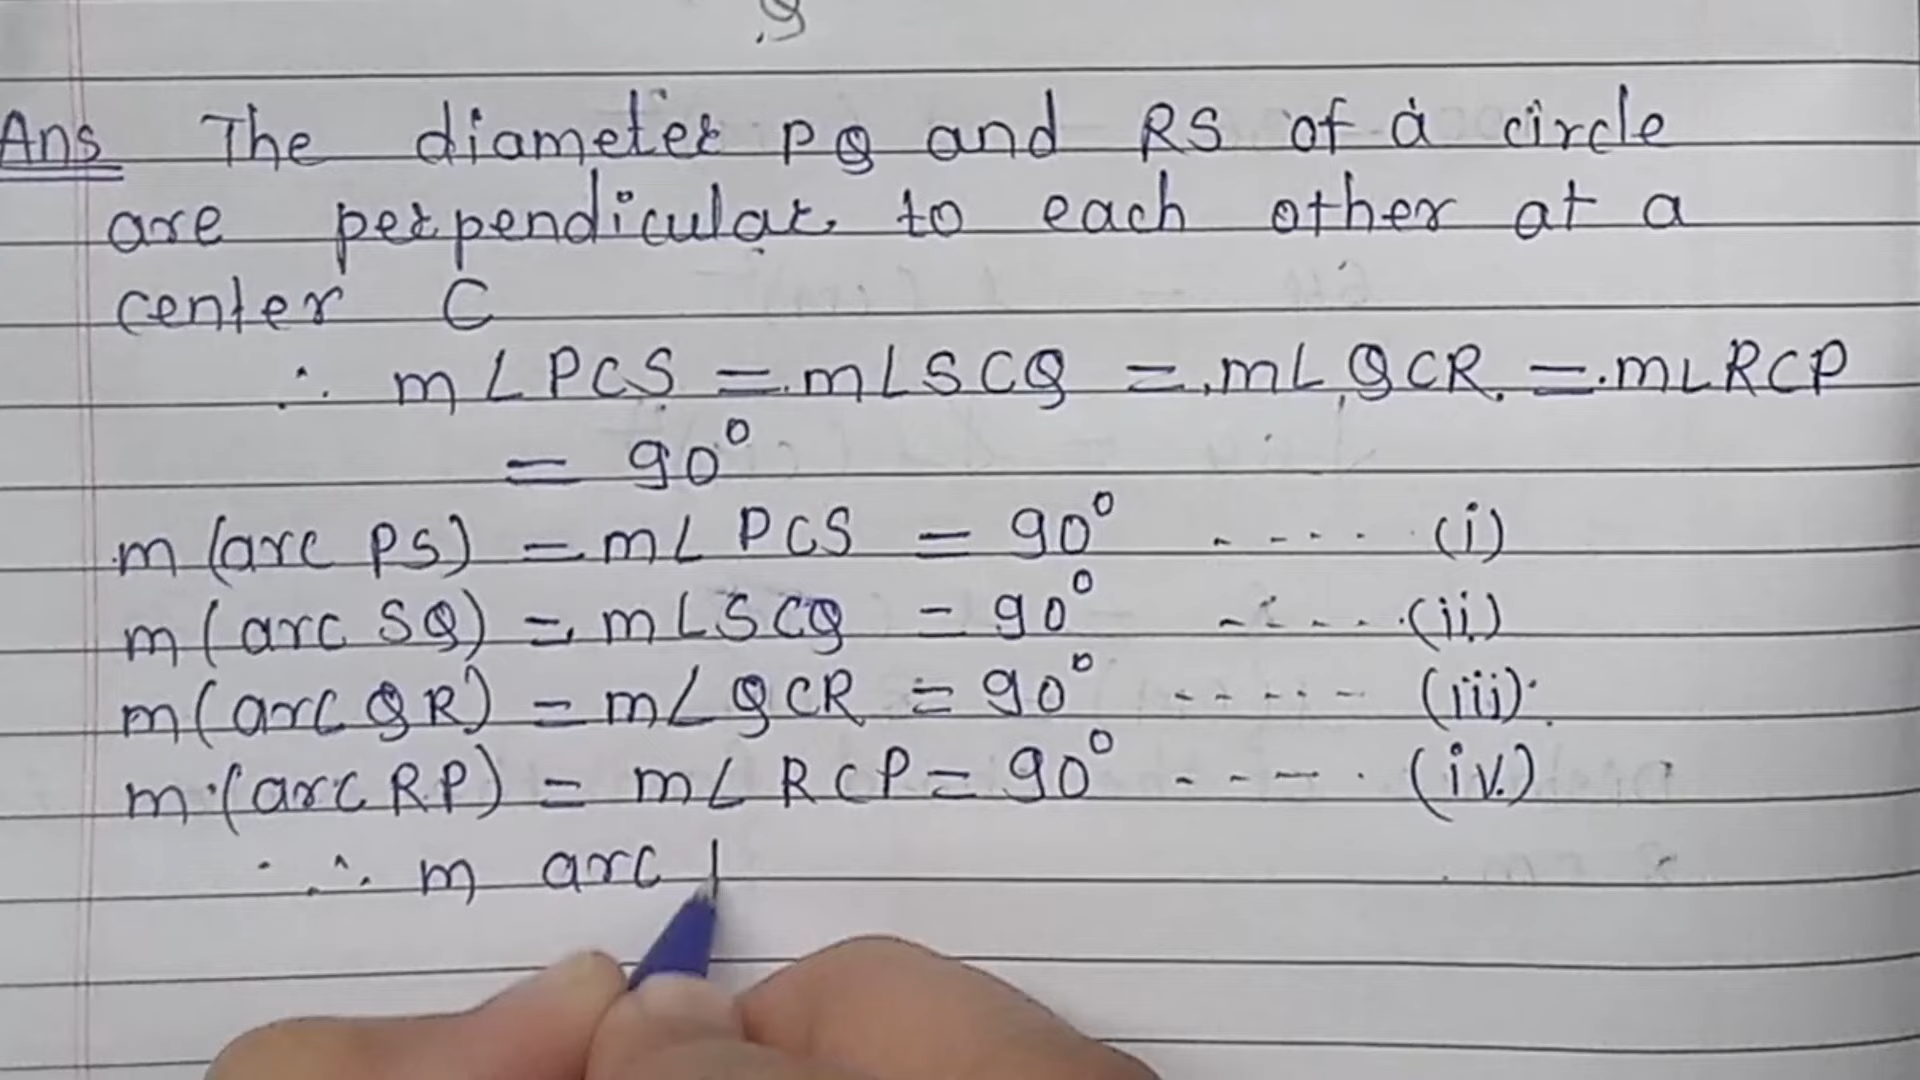 Q
Ans The diameter PQ and RS of a circle
are perpendicular to each other at a
center C
∴ m∠PCS = m∠SCQ = m∠QCR = m∠RCP
= 90°
m (arc PS) = m∠ PCS = 90° ---- (i)
m (arc SQ) = m∠SCQ = 90° ---- (ii)
m (arc QR) = m∠QCR = 90° ----- (iii)
m (arc RP) = m∠ RCP = 90° ---- (iv)
∴ m arc